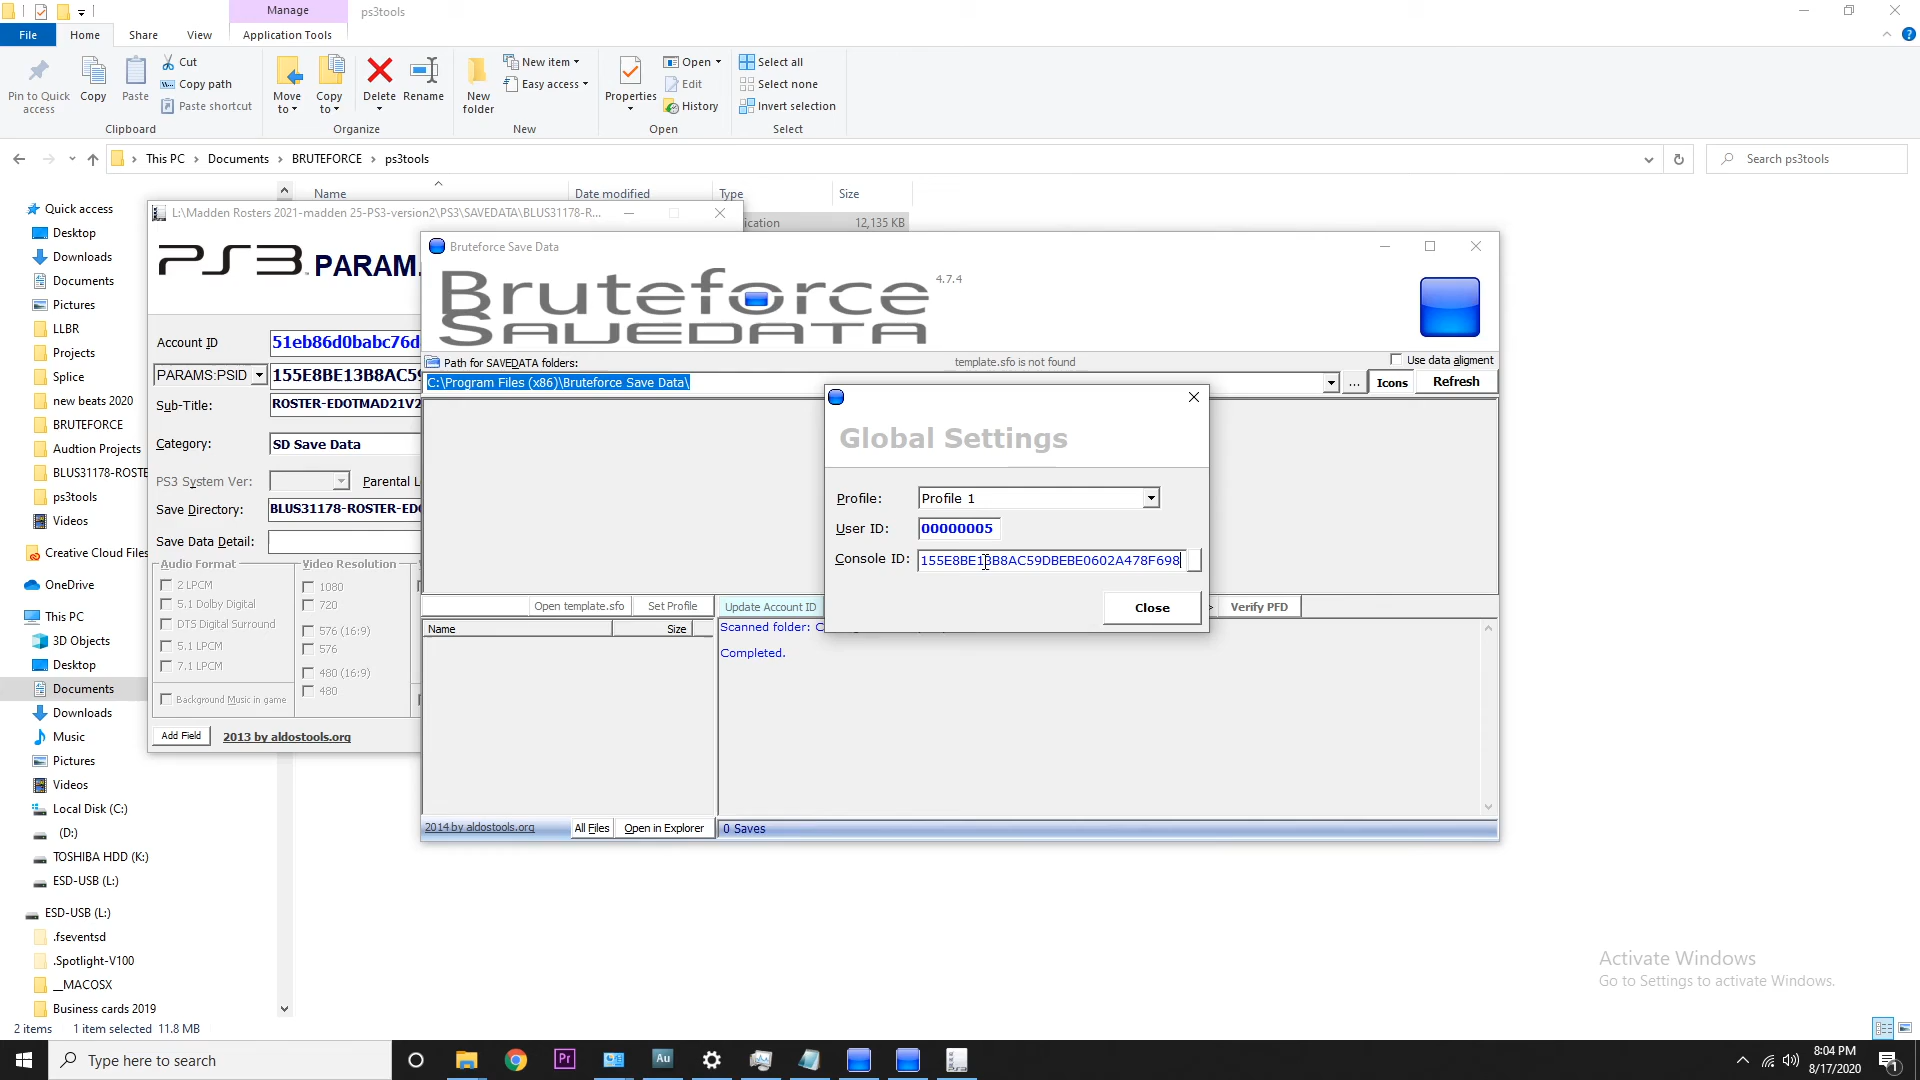 Manage
ps3tools
File
Home
Share
View
Application Tools
Pin to Quick access
Copy
Paste
Cut
Copy path
Paste shortcut
Clipboard
Move to
Copy to
Delete
Rename
Organize
New folder
New item
Easy access
New
Properties
Open
Edit
History
Open
Select all
Select none
Invert selection
Select
This PC > Documents > BRUTEFORCE > ps3tools
Search ps3tools
Name
Date modified
Type
Size
ication
12,135 KB
Quick access
Desktop
Downloads
Documents
Pictures
LLBR
Projects
Splice
new beats 2020
BRUTEFORCE
Audtion Projects
BLUS31178-ROSTE
ps3tools
Videos
Creative Cloud Files
OneDrive
This PC
3D Objects
Desktop
Documents
Downloads
Music
Pictures
Videos
Local Disk (C:)
(D:)
TOSHIBA HDD (K:)
ESD-USB (L:)
ESD-USB (L:)
.fseventsd
.Spotlight-V100
__MACOSX
Business cards 2019
2 items
1 item selected 11.8 MB
L:\Madden Rosters 2021-madden 25-PS3-version2\PS3\SAVEDATA\BLUS31178-R...
PS3 PARAM.
Account ID
51eb86d0babc76d
PARAMS:PSID
155E8BE13B8AC59
Sub-Title:
ROSTER-EDOTMAD21V2
Category:
SD Save Data
PS3 System Ver:
Parental L
Save Directory:
BLUS31178-ROSTER-EDO
Save Data Detail:
Audio Format
2 LPCM
5.1 Dolby Digital
DTS Digital Surround
5.1 LPCM
7.1 LPCM
Background Music in game
Video Resolution
1080
720
576 (16:9)
576
480 (16:9)
480
Add Field
2013 by aldostools.org
Bruteforce Save Data
Bruteforce
SAVEDATA
4.7.4
Path for SAVEDATA folders:
template.sfo is not found
Use data aligment
C:\Program Files (x86)\Bruteforce Save Data\
...
Icons
Refresh
Global Settings
Profile:
Profile 1
User ID:
00000005
Console ID:
155E8BE13B8AC59DBEBE0602A478F698
Close
Open template.sfo
Set Profile
Update Account ID
>
Verify PFD
Name
Size
Scanned folder: C
Completed.
2014 by aldostools.org
All Files
Open in Explorer
0 Saves
Activate Windows
Go to Settings to activate Windows.
Type here to search
Pr
Au
8:04 PM
8/17/2020
1